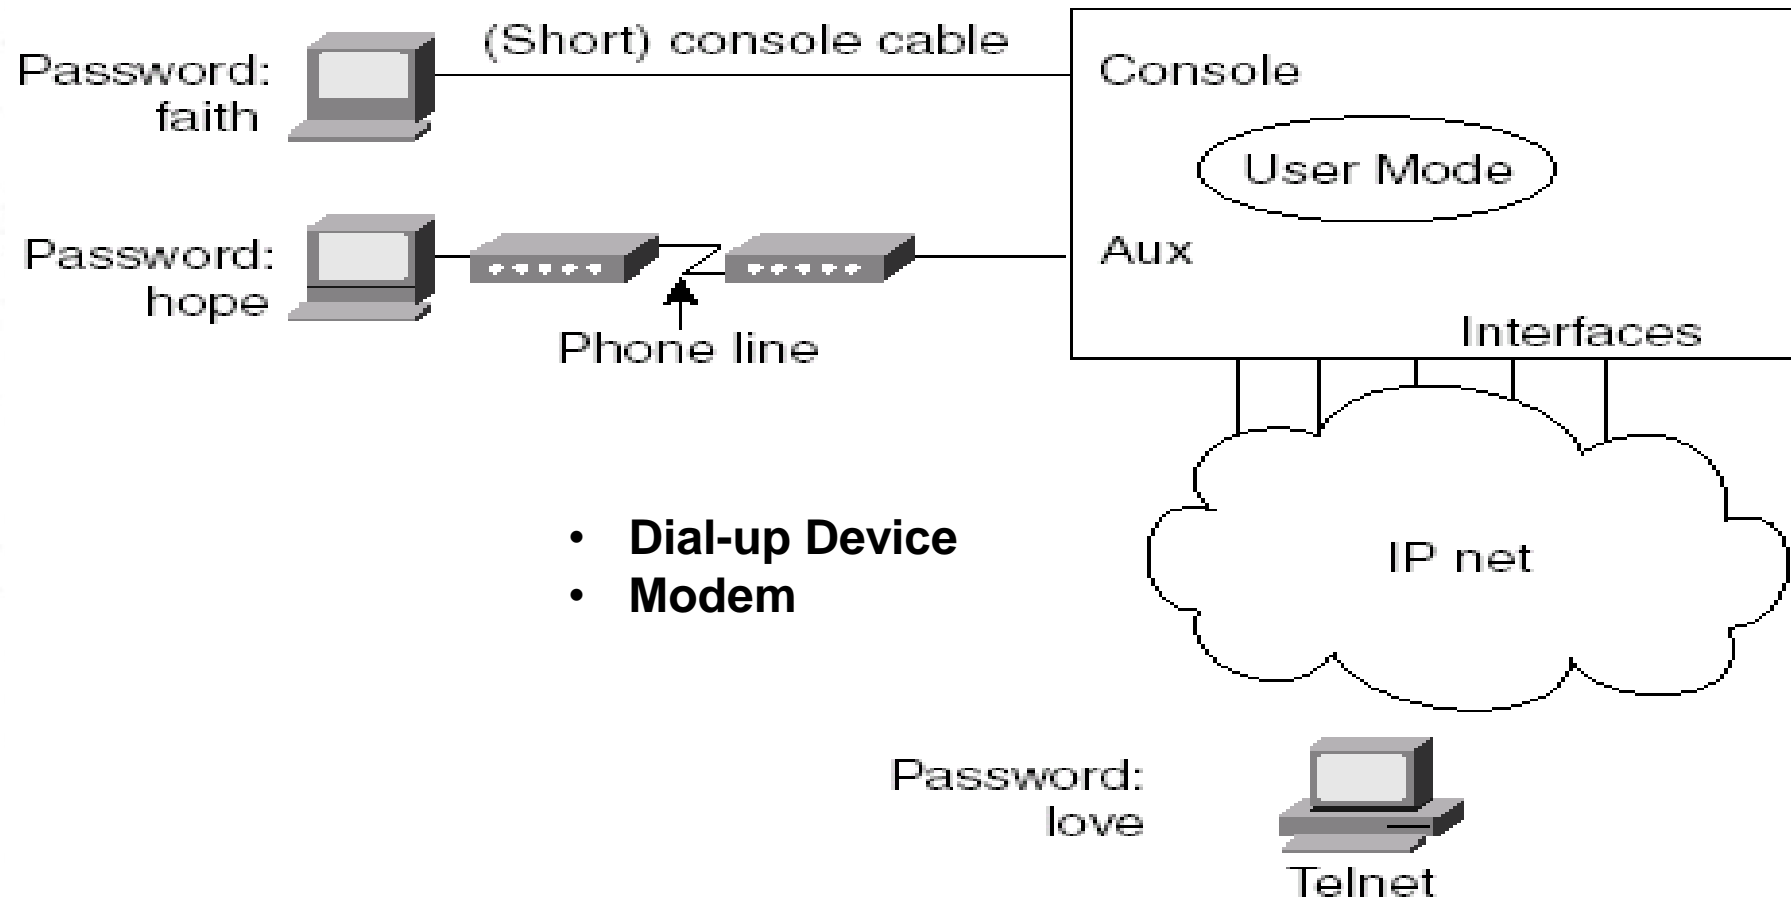 (Short) console cable
Password:
faith
Console
User Mode
Password:
hope
Aux
Phone line
Interfaces
• Dial-up Device
• Modem
IP net
Password:
love
Telnet